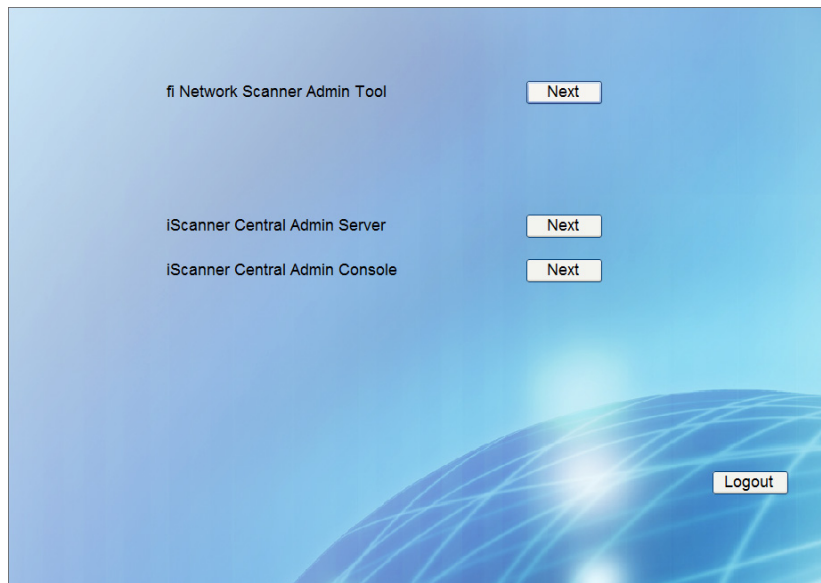 fi Network Scanner Admin Tool Next
iScanner Central Admin Server Next
iScanner Central Admin Console Next
Logout